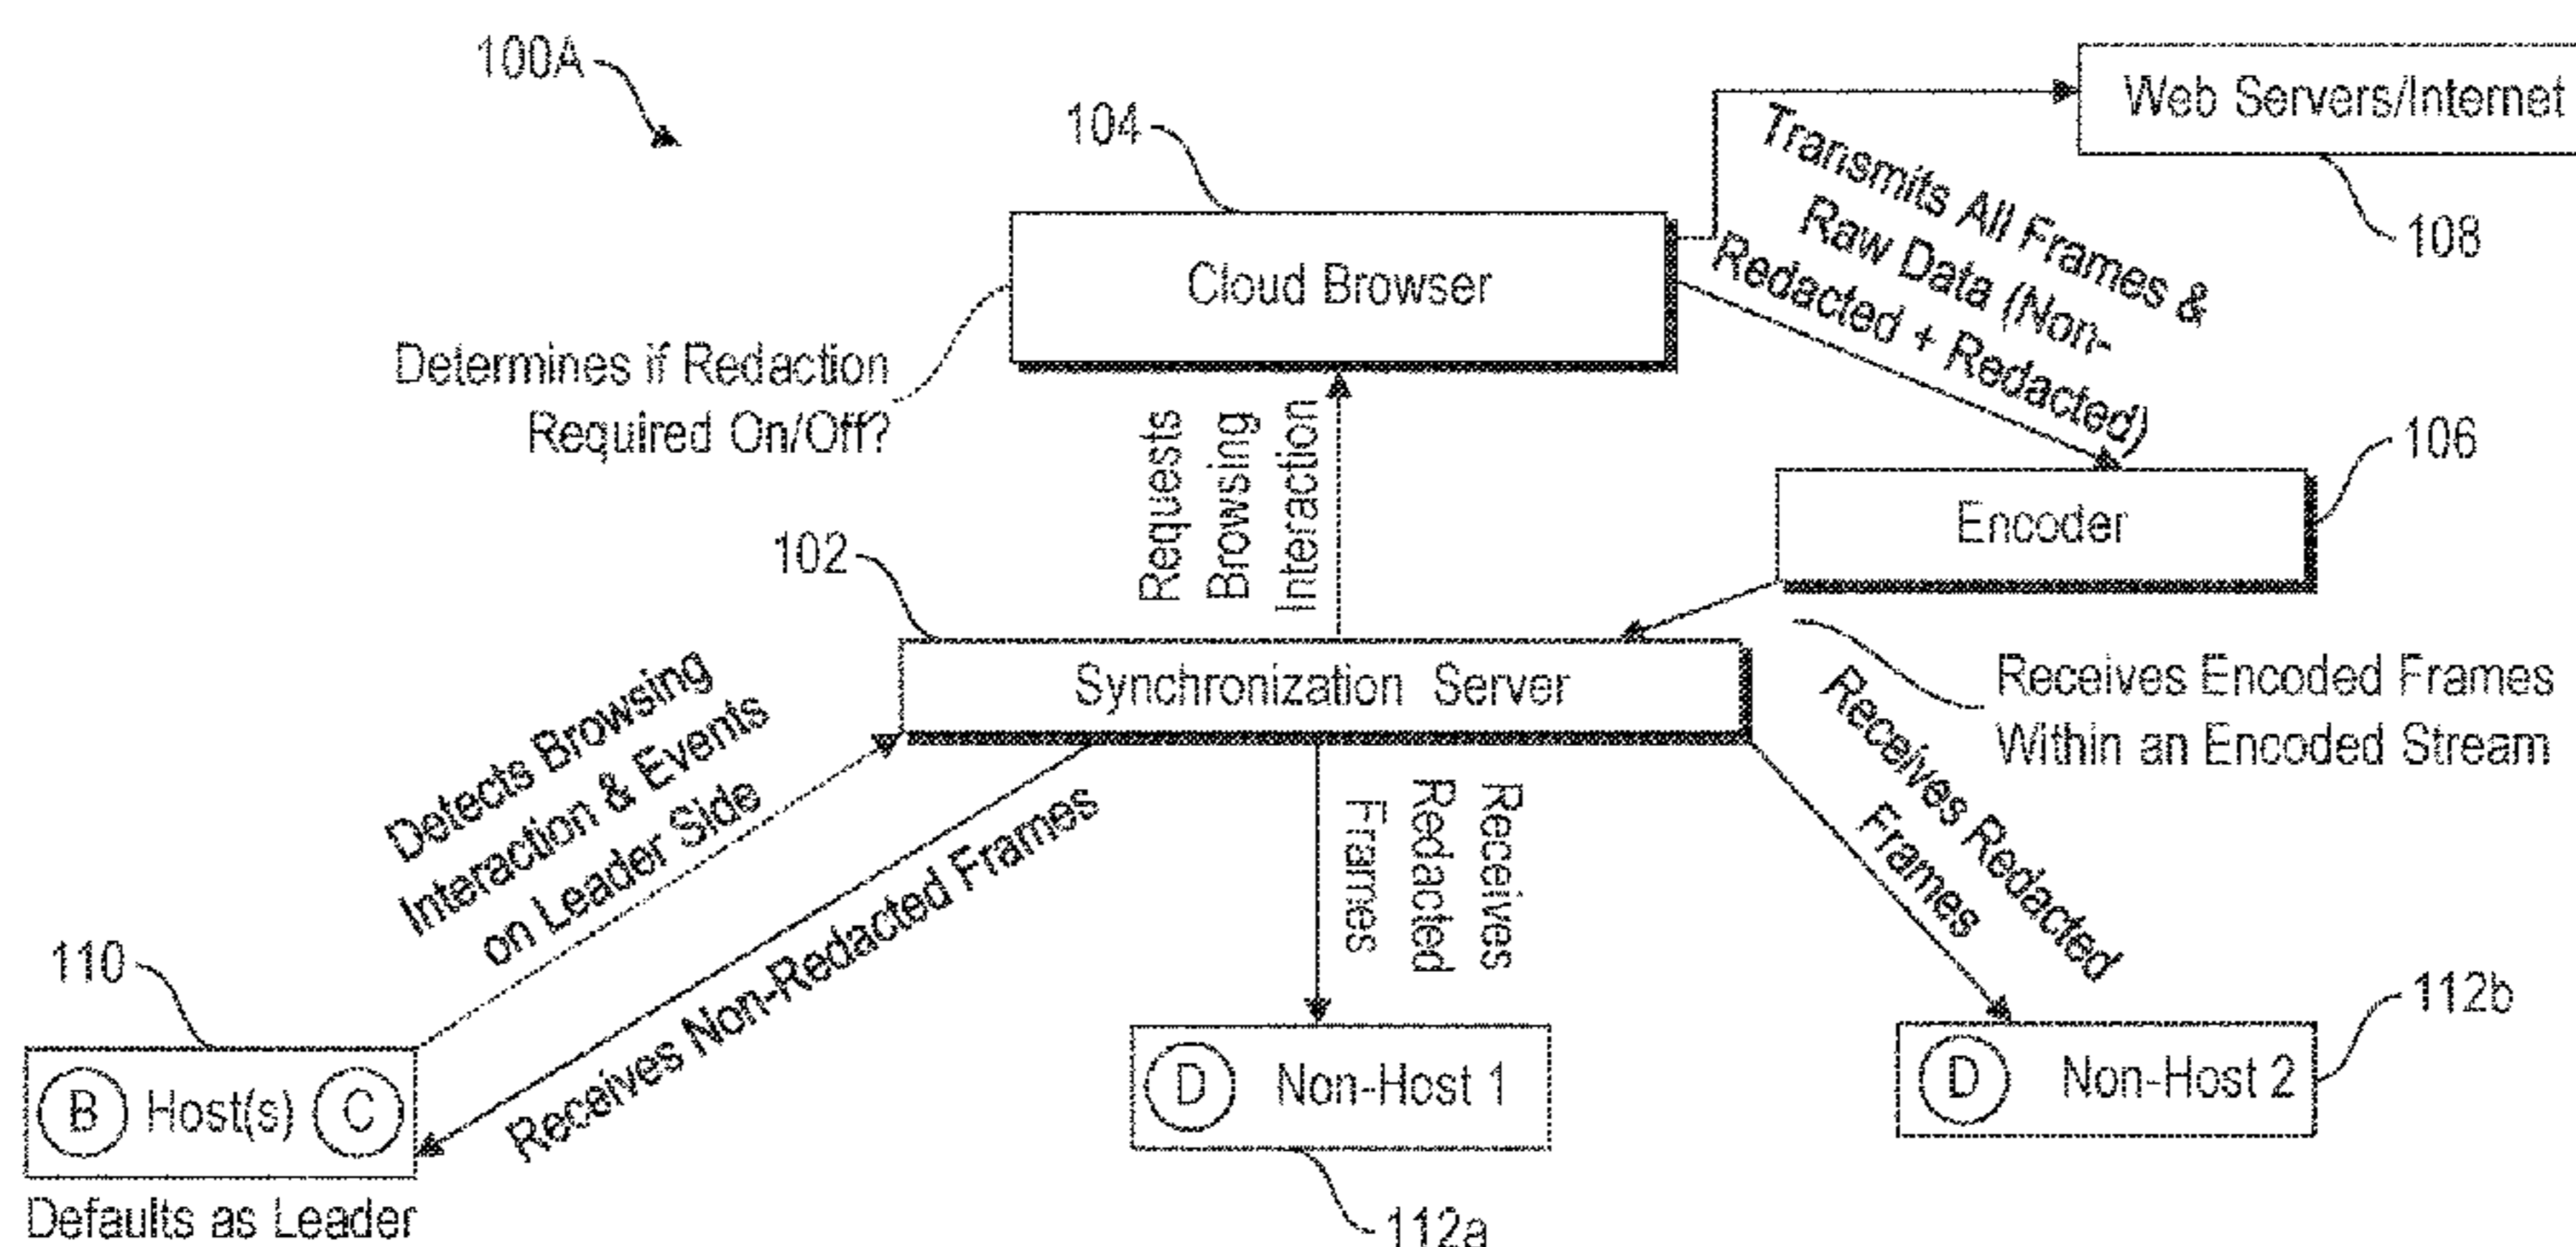 100A
Web Servers/Internet
104
Transmits All Frames &
Raw Data (Non-
Redacted + Redacted)
108
Cloud Browser
Determines if Redaction
Required On/Off?
106
Requests
Browsing
Interaction
Encoder
102
Synchronization Server
Receives Encoded Frames
Within an Encoded Stream
Detects Browsing
Interaction & Events
on Leader Side
Receives Non-Redacted Frames
Receives
Redacted
Frames
Receives Redacted
Frames
110
112b
B Host(s) C
D Non-Host 1
D Non-Host 2
Defaults as Leader
112a